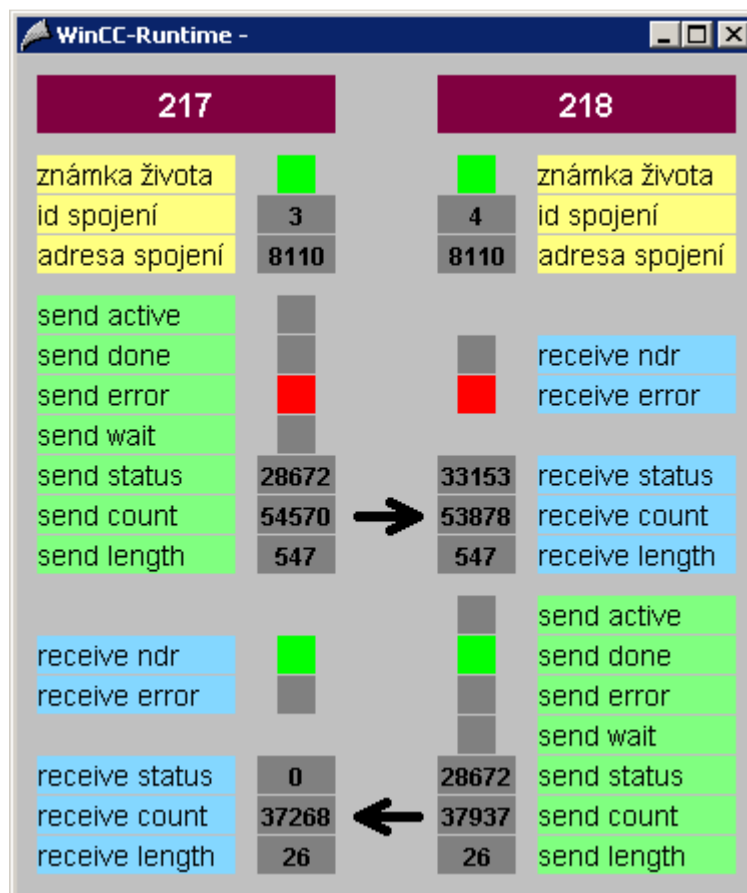 WinCC-Runtime -
217 218
známka života známka života
id spojení 3 4 id spojení
adresa spojení 8110 8110 adresa spojení
send active
send done receive ndr
send error receive error
send wait
send status 28672 33153 receive status
send count 54570 53878 receive count
send length 547 547 receive length
send active
receive ndr send done
receive error send error
send wait
receive status 0 28672 send status
receive count 37268 37937 send count
receive length 26 26 send length